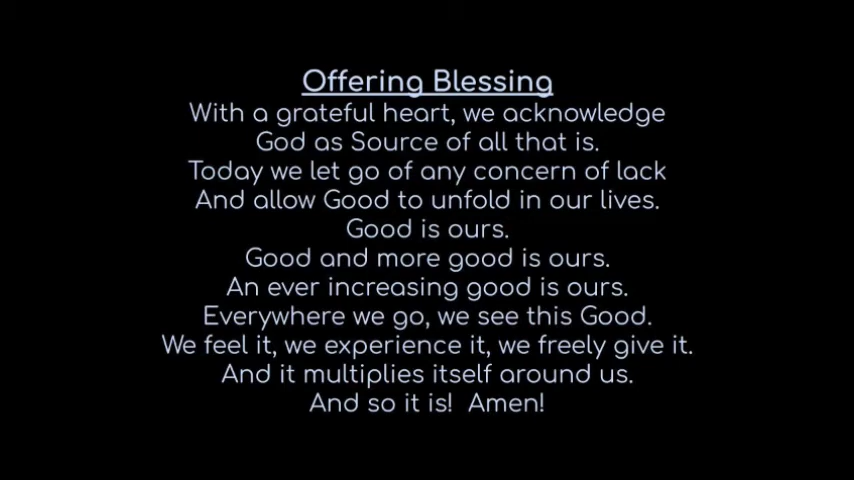 Offering Blessing
With a grateful heart, we acknowledge
God as Source of all that is.
Today we let go of any concern of lack
And allow Good to unfold in our lives.
Good is ours.
Good and more good is ours.
An ever increasing good is ours.
Everywhere we go, we see this Good.
We feel it, we experience it, we freely give it.
And it multiplies itself around us.
And so it is!  Amen!